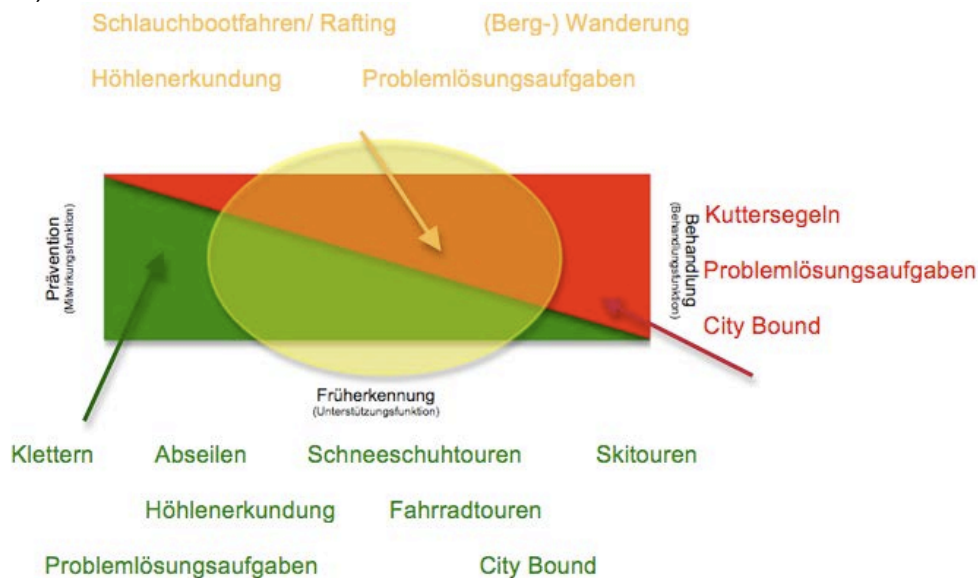 Schlauchbootfahren/ Rafting (Berg-) Wanderung
Höhlenerkundung Problemlösungsaufgaben
Prävention
(Mitwirkungsfunktion)
Behandlung
(Behandlungsfunktion)
Kuttersegeln
Problemlösungsaufgaben
City Bound
Früherkennung
(Unterstützungsfunktion)
Klettern Abseilen Schneeschuhtouren Skitouren
Höhlenerkundung Fahrradtouren
Problemlösungsaufgaben City Bound